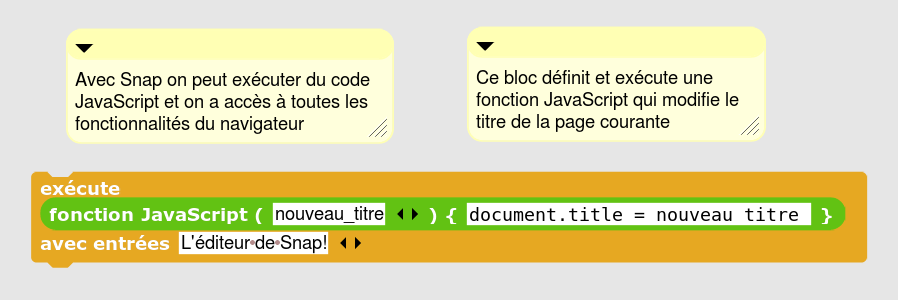 Avec Snap on peut exécuter du code
JavaScript et on a accès à toutes les
fonctionnalités du navigateur
Ce bloc définit et exécute une
fonction JavaScript qui modifie le
titre de la page courante
exécute
fonction JavaScript ( nouveau_titre ) { document.title = nouveau titre }
avec entrées L'éditeur•de•Snap!